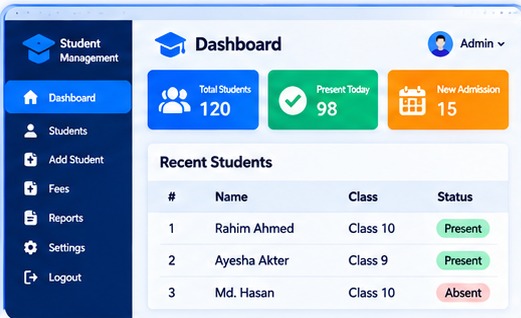 Student
Management
Dashboard
Students
Add Student
Fees
Reports
Settings
Logout
Dashboard
Admin
Total Students
120
Present Today
98
New Admission
15
Recent Students
# Name Class Status
1 Rahim Ahmed Class 10 Present
2 Ayesha Akter Class 9 Present
3 Md. Hasan Class 10 Absent